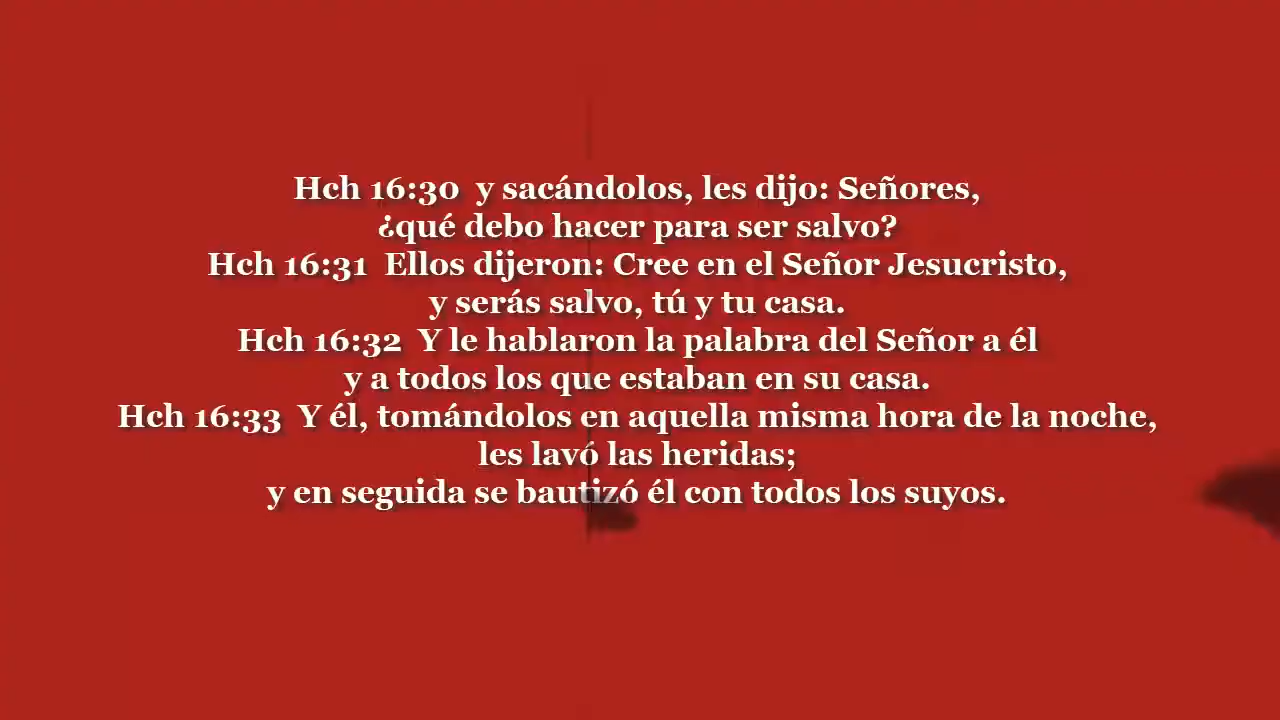 Hch 16:30  y sacándolos, les dijo: Señores,
¿qué debo hacer para ser salvo?
Hch 16:31  Ellos dijeron: Cree en el Señor Jesucristo,
y serás salvo, tú y tu casa.
Hch 16:32  Y le hablaron la palabra del Señor a él
y a todos los que estaban en su casa.
Hch 16:33  Y él, tomándolos en aquella misma hora de la noche,
les lavó las heridas;
y en seguida se bautizó él con todos los suyos.